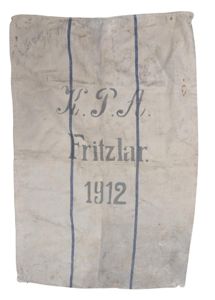 K. P. A.
Fritzlar.
1912